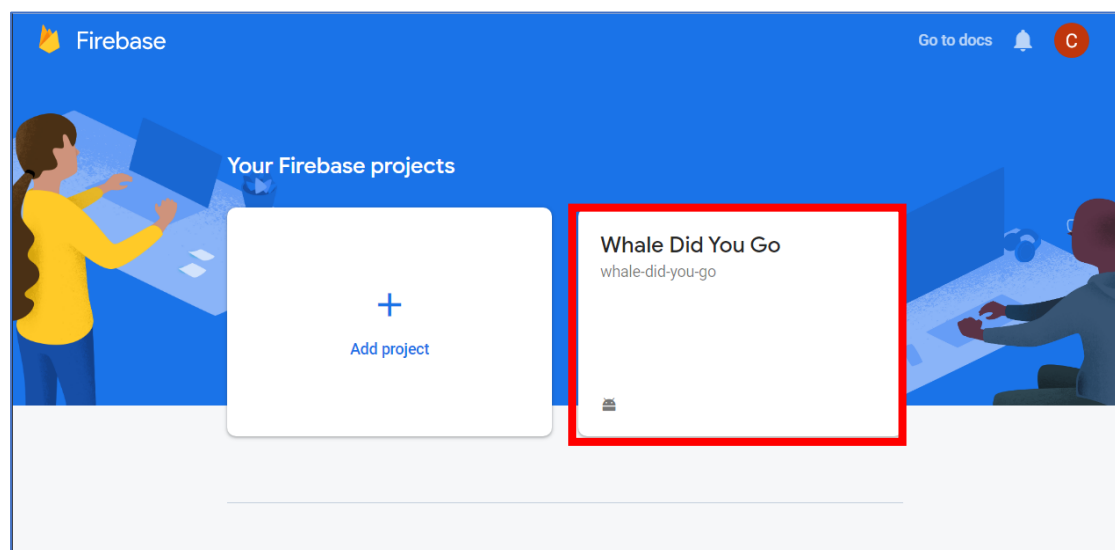 Firebase
Go to docs
C
Your Firebase projects
+
Add project
Whale Did You Go
whale-did-you-go